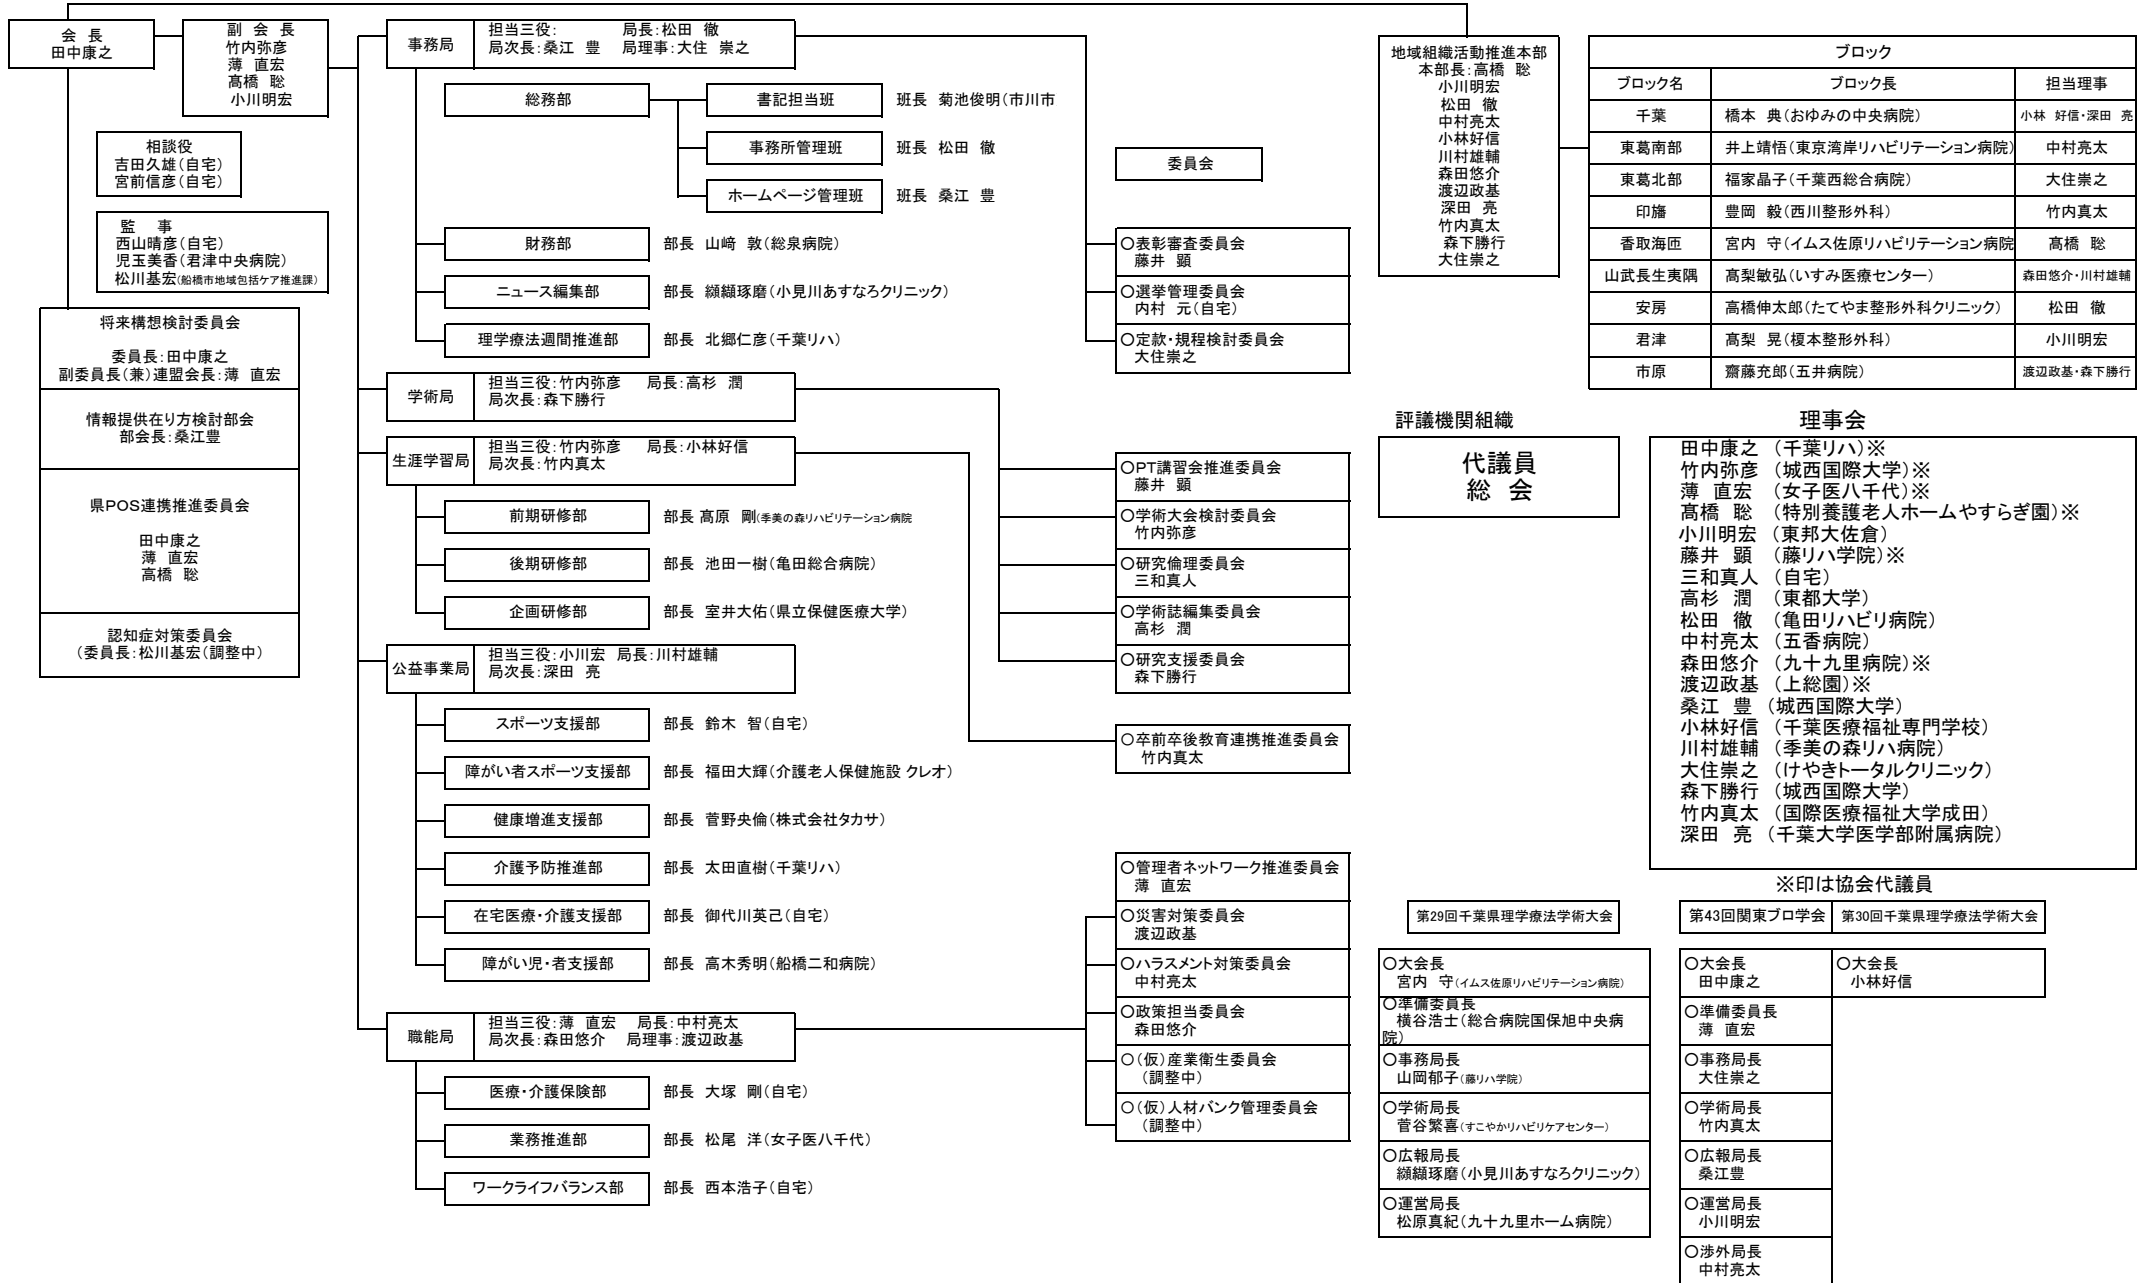 会 長
田中康之
副 会 長
竹内弥彦
薄 直宏
髙橋 聡
小川明宏
相談役
吉田久雄(自宅)
宮前信彦(自宅)
監 事
西山晴彦(自宅)
児玉美香(君津中央病院)
松川基宏(船橋市地域包括ケア推進課)
将来構想検討委員会
委員長:田中康之
副委員長(兼)連盟会長:薄 直宏
情報提供在り方検討部会
部会長:桑江豊
県POS連携推進委員会
田中康之
薄 直宏
高橋 聡
認知症対策委員会
(委員長:松川基宏(調整中)
事務局
担当三役: 局長:松田 徹
局次長:桑江 豊 局理事:大住 崇之
総務部
書記担当班 班長 菊池俊明(市川市
事務所管理班 班長 松田 徹
ホームページ管理班 班長 桑江 豊
財務部 部長 山﨑 敦(総泉病院)
ニュース編集部 部長 纐纈琢磨(小見川あすなろクリニック)
理学療法週間推進部 部長 北郷仁彦(千葉リハ)
学術局
担当三役:竹内弥彦 局長:高杉 潤
局次長:森下勝行
生涯学習局
担当三役:竹内弥彦 局長:小林好信
局次長:竹内真太
前期研修部 部長 髙原 剛(季美の森リハビリテーション病院
後期研修部 部長 池田一樹(亀田総合病院)
企画研修部 部長 室井大佑(県立保健医療大学)
公益事業局
担当三役:小川宏 局長:川村雄輔
局次長:深田 亮
スポーツ支援部 部長 鈴木 智(自宅)
障がい者スポーツ支援部 部長 福田大輝(介護老人保健施設 クレオ)
健康増進支援部 部長 菅野央倫(株式会社タカサ)
介護予防推進部 部長 太田直樹(千葉リハ)
在宅医療・介護支援部 部長 御代川英己(自宅)
障がい児・者支援部 部長 高木秀明(船橋二和病院)
職能局
担当三役:薄 直宏 局長:中村亮太
局次長:森田悠介 局理事:渡辺政基
医療・介護保険部 部長 大塚 剛(自宅)
業務推進部 部長 松尾 洋(女子医八千代)
ワークライフバランス部 部長 西本浩子(自宅)
委員会
○表彰審査委員会
藤井 顕
○選挙管理委員会
内村 元(自宅)
○定款・規程検討委員会
大住崇之
○PT講習会推進委員会
藤井 顕
○学術大会検討委員会
竹内弥彦
○研究倫理委員会
三和真人
○学術誌編集委員会
高杉 潤
○研究支援委員会
森下勝行
○卒前卒後教育連携推進委員会
竹内真太
○管理者ネットワーク推進委員会
薄 直宏
○災害対策委員会
渡辺政基
○ハラスメント対策委員会
中村亮太
○政策担当委員会
森田悠介
○(仮)産業衛生委員会
(調整中)
○(仮)人材バンク管理委員会
(調整中)
地域組織活動推進本部
本部長:高橋 聡
小川明宏
松田 徹
中村亮太
小林好信
川村雄輔
森田悠介
渡辺政基
深田 亮
竹内真太
森下勝行
大住崇之
ブロック
ブロック名 ブロック長 担当理事
千葉 橋本 典(おゆみの中央病院) 小林 好信・深田 亮
東葛南部 井上靖悟(東京湾岸リハビリテーション病院) 中村亮太
東葛北部 福家晶子(千葉西総合病院) 大住崇之
印旛 豊岡 毅(西川整形外科) 竹内真太
香取海匝 宮内 守(イムス佐原リハビリテーション病院 髙橋 聡
山武長生夷隅 髙梨敏弘(いすみ医療センター) 森田悠介・川村雄輔
安房 高橋伸太郎(たてやま整形外科クリニック) 松田 徹
君津 髙梨 晃(榎本整形外科) 小川明宏
市原 齋藤充郎(五井病院) 渡辺政基・森下勝行
評議機関組織
代議員
総 会
理事会
田中康之 (千葉リハ)※
竹内弥彦 (城西国際大学)※
薄 直宏 (女子医八千代)※
髙橋 聡 (特別養護老人ホームやすらぎ園)※
小川明宏 (東邦大佐倉)
藤井 顕 (藤リハ学院)※
三和真人 (自宅)
高杉 潤 (東都大学)
松田 徹 (亀田リハビリ病院)
中村亮太 (五香病院)
森田悠介 (九十九里病院)※
渡辺政基 (上総園)※
桑江 豊 (城西国際大学)
小林好信 (千葉医療福祉専門学校)
川村雄輔 (季美の森リハ病院)
大住崇之 (けやきトータルクリニック)
森下勝行 (城西国際大学)
竹内真太 (国際医療福祉大学成田)
深田 亮 (千葉大学医学部附属病院)
※印は協会代議員
第29回千葉県理学療法学術大会
○大会長
宮内 守(イムス佐原リハビリテーション病院)
○準備委員長
横谷浩士(総合病院国保旭中央病
院)
○事務局長
山岡郁子(藤リハ学院)
○学術局長
菅谷繁喜(すこやかリハビリケアセンター)
○広報局長
纐纈琢磨(小見川あすなろクリニック)
○運営局長
松原真紀(九十九里ホーム病院)
第43回関東ブロ学会
○大会長
田中康之
○準備委員長
薄 直宏
○事務局長
大住崇之
○学術局長
竹内真太
○広報局長
桑江豊
○運営局長
小川明宏
○渉外局長
中村亮太
第30回千葉県理学療法学術大会
○大会長
小林好信